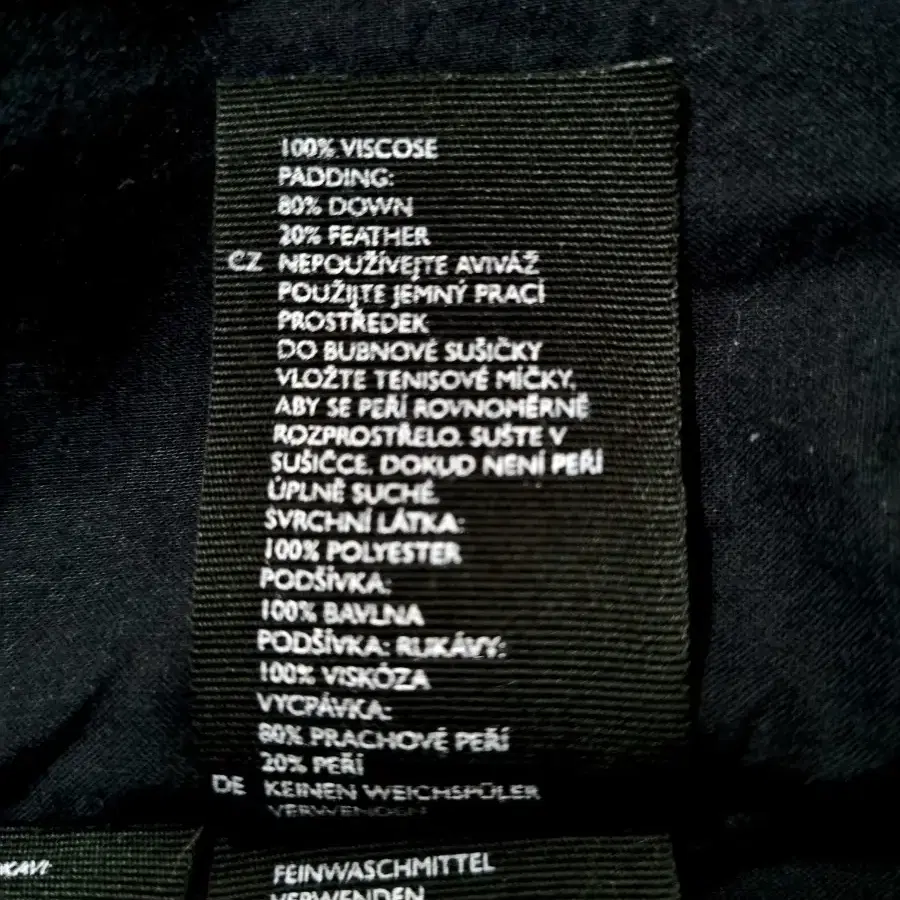 100% VISCOSE
PADDING:
80% DOWN
20% FEATHER
CZ NEPOUŽÍVEJTE AVIVÁŽ
POUŽIJTE JEMNÝ PRACÍ
PROSTŘEDEK
DO BUBNOVÉ SUŠIČKY
VLOŽTE TENISOVÉ MÍČKY,
ABY SE PEŘÍ ROVNOMĚRNĚ
ROZPROSTŘELO. SUŠTE V
SUŠIČCE, DOKUD NENÍ PEŘÍ
ÚPLNĚ SUCHÉ.
SVRCHNÍ LÁTKA:
100% POLYESTER
PODŠÍVKA:
100% BAVLNA
PODŠÍVKA: RUKÁVY:
100% VISKÓZA
VYCPÁVKA:
80% PRACHOVÉ PEŘÍ
20% PEŘÍ
DE KEINEN WEICHSPÜLER
VERWENDEN
FEINWASCHMITTEL
VERWENDEN